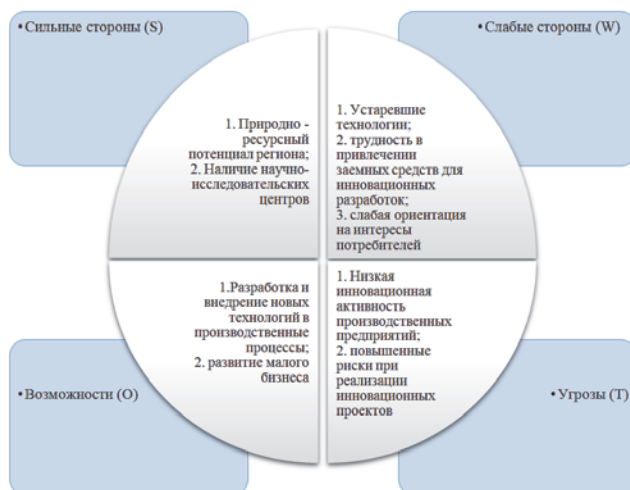 • Сильные стороны (S)
1. Природно -
ресурсный
потенциал региона;
2. Наличие научно-
исследовательских
центров
• Слабые стороны (W)
1. Устаревшие
технологии;
2. трудность в
привлечении
заемных средств для
инновационных
разработок;
3. слабая ориентация
на интересы
потребителей
• Возможности (O)
1.Разработка и
внедрение новых
технологий в
производственные
процессы;
2. развитие малого
бизнеса
• Угрозы (T)
1. Низкая
инновационная
активность
производственных
предприятий;
2. повышенные
риски при
реализации
инновационных
проектов